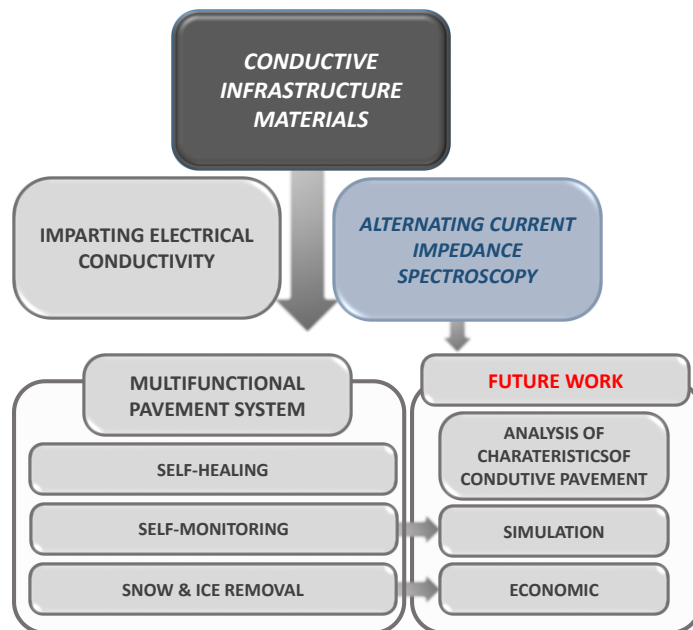 CONDUCTIVE
INFRASTRUCTURE
MATERIALS
IMPARTING ELECTRICAL
CONDUCTIVITY
ALTERNATING CURRENT
IMPEDANCE
SPECTROSCOPY
MULTIFUNCTIONAL
PAVEMENT SYSTEM
SELF-HEALING
SELF-MONITORING
SNOW & ICE REMOVAL
FUTURE WORK
ANALYSIS OF
CHARATERISTICSOF
CONDUTIVE PAVEMENT
SIMULATION
ECONOMIC